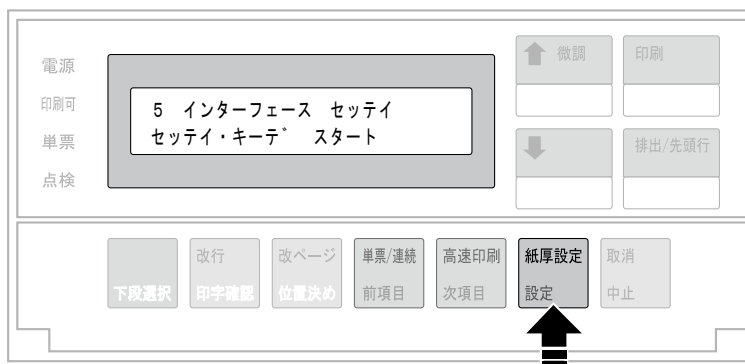 電源
印刷可
単票
点検
5 インターフェース セッテイ
セッテイ・キーデ スタート
微調
印刷
排出/先頭行
下段選択
改行
印字確認
改ページ
位置決め
単票/連続
前項目
高速印刷
次項目
紙厚設定
設定
取消
中止